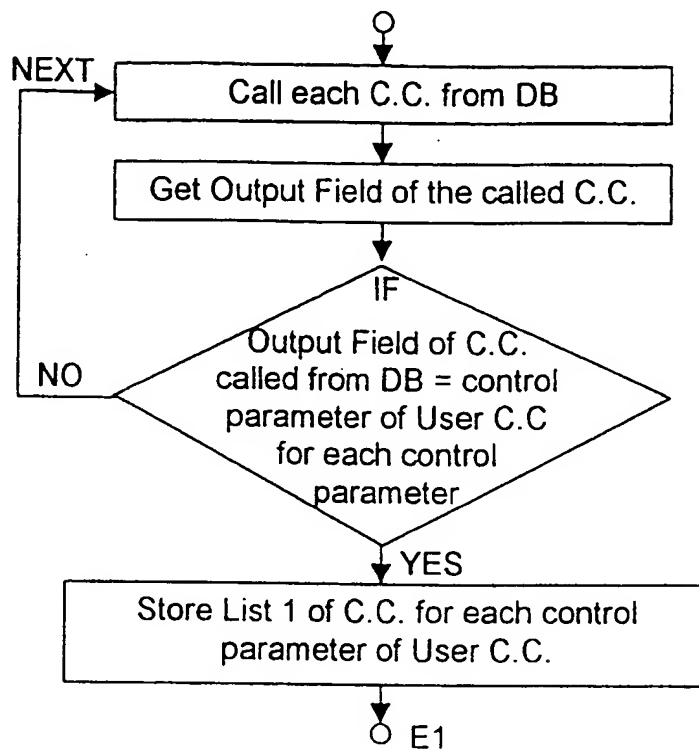 NEXT
Call each C.C. from DB
Get Output Field of the called C.C.
IF
Output Field of C.C.
called from DB = control
parameter of User C.C
for each control
parameter
NO
YES
Store List 1 of C.C. for each control
parameter of User C.C.
E1